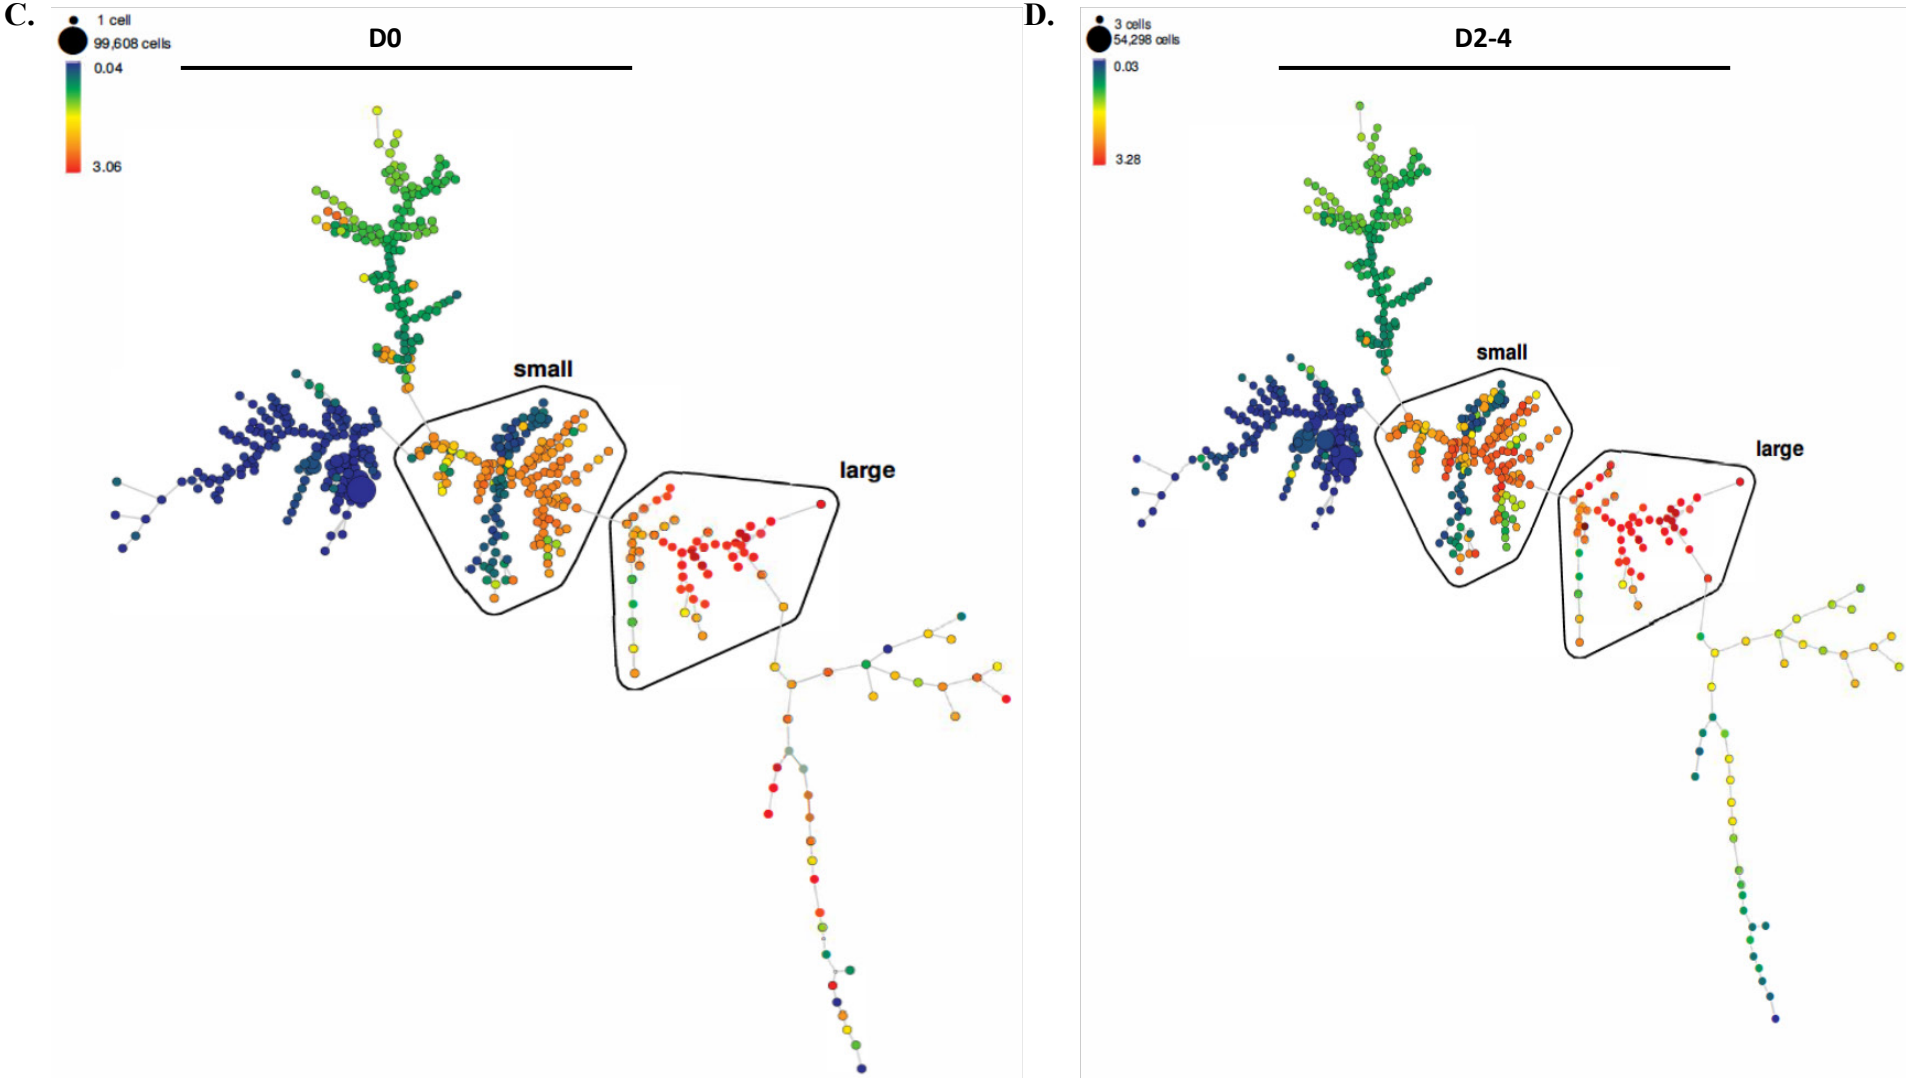 C.
1 cell
99,608 cells
0.04
3.06
D0
small
large
D.
3 cells
54,298 cells
0.03
3.28
D2-4
small
large